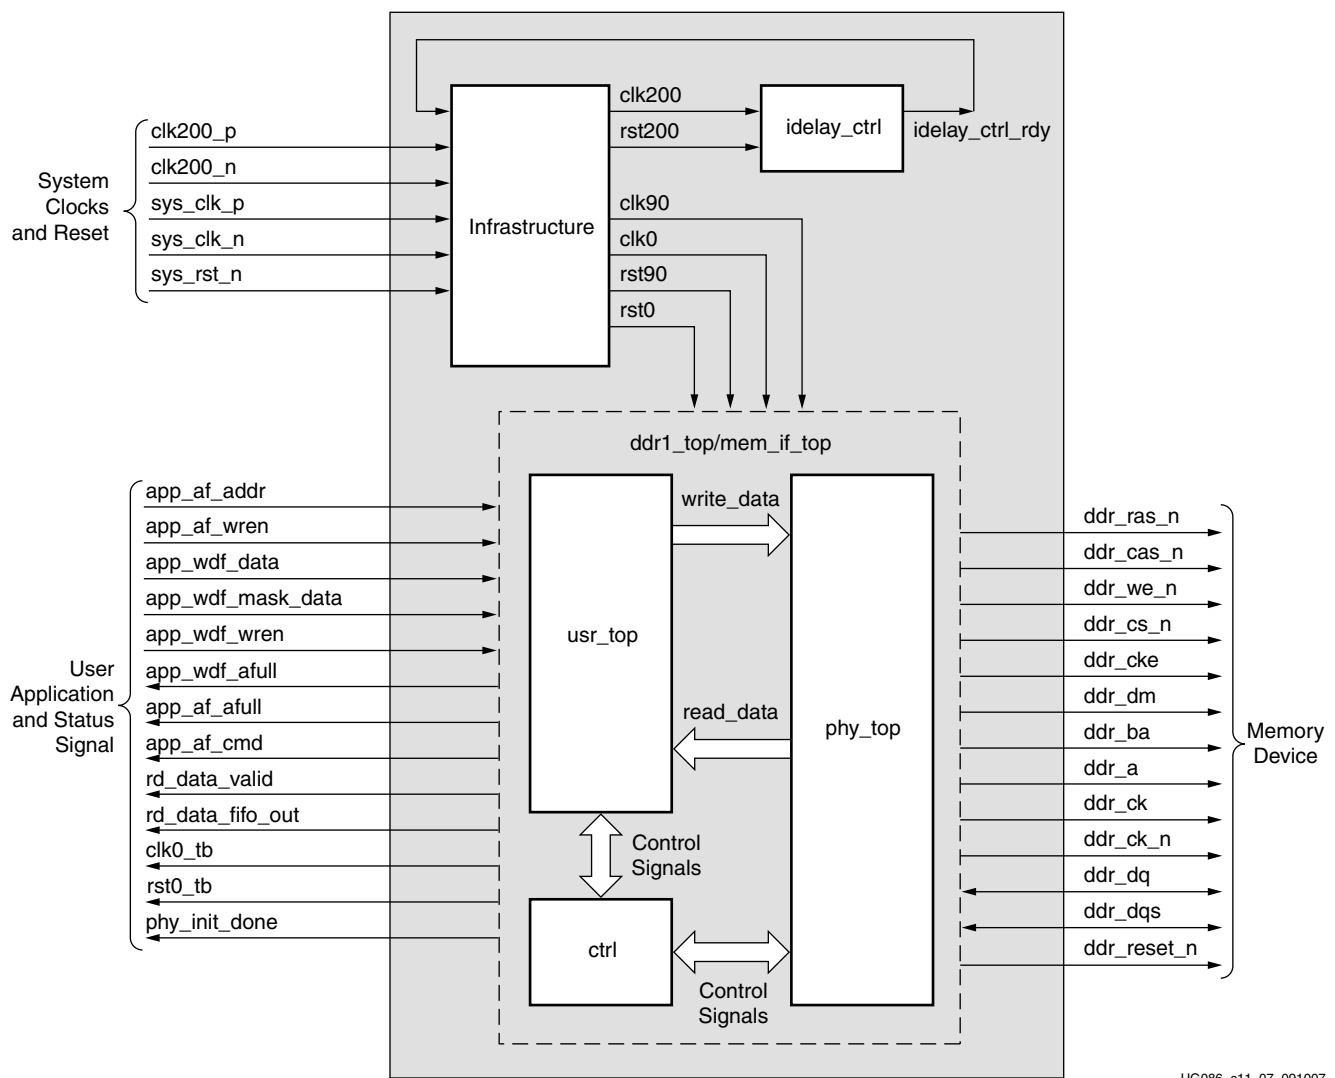 clk200
rst200
idelay_ctrl
idelay_ctrl_rdy
System
Clocks
and Reset
clk200_p
clk200_n
sys_clk_p
sys_clk_n
sys_rst_n
Infrastructure
clk90
clk0
rst90
rst0
ddr1_top/mem_if_top
User
Application
and Status
Signal
app_af_addr
app_af_wren
app_wdf_data
app_wdf_mask_data
app_wdf_wren
app_wdf_afull
app_af_afull
app_af_cmd
rd_data_valid
rd_data_fifo_out
clk0_tb
rst0_tb
phy_init_done
usr_top
write_data
read_data
phy_top
Control
Signals
ctrl
Control
Signals
ddr_ras_n
ddr_cas_n
ddr_we_n
ddr_cs_n
ddr_cke
ddr_dm
ddr_ba
ddr_a
ddr_ck
ddr_ck_n
ddr_dq
ddr_dqs
ddr_reset_n
Memory
Device